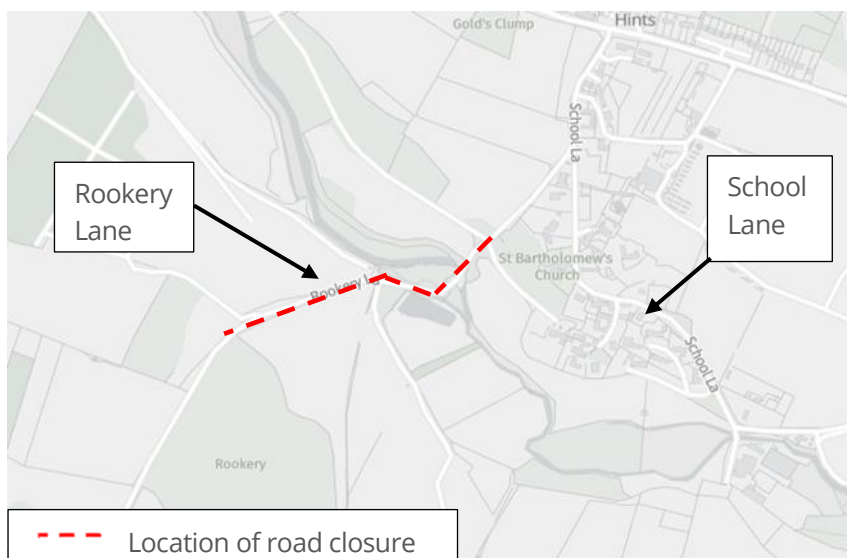 Gold's Clump
Hints
School La
Rookery
Lane
School
Lane
St Bartholomew's
Church
Rookery La
School La
Rookery
Location of road closure